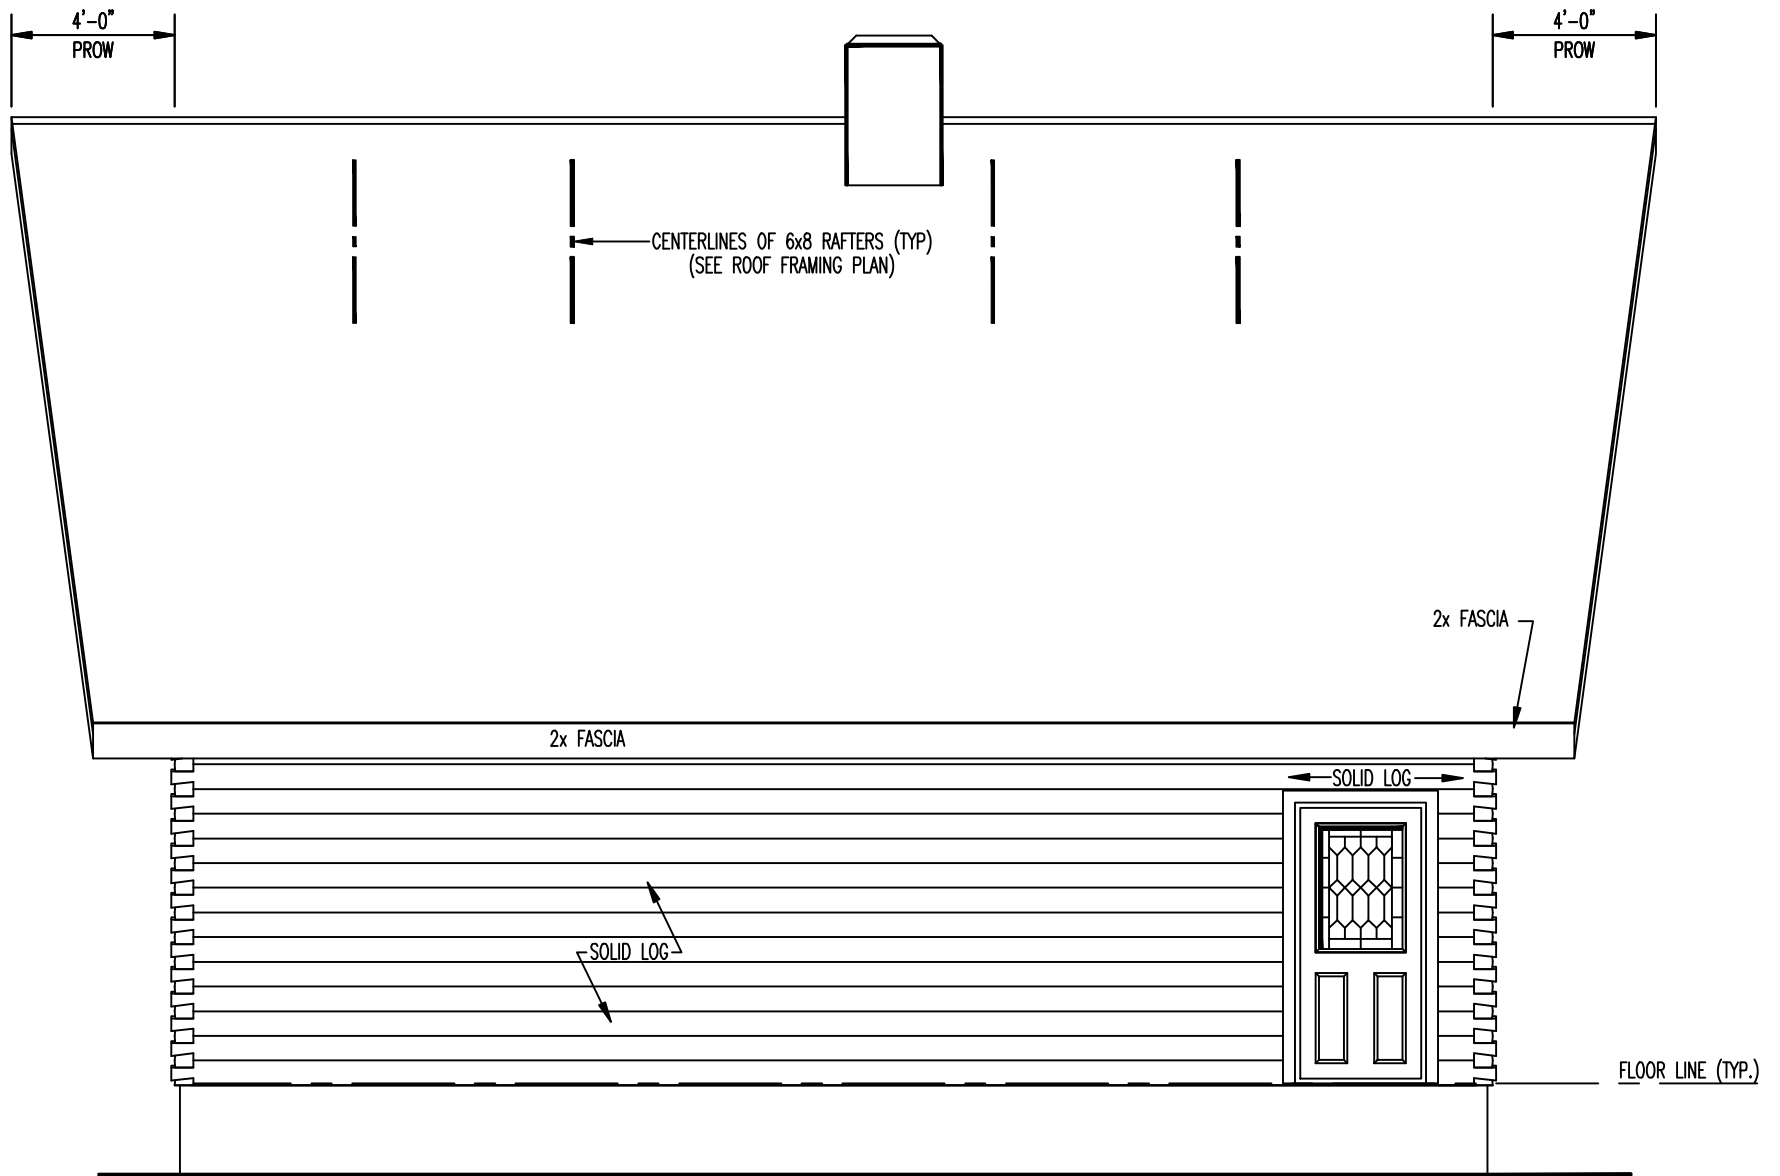 4'-0"
PROW
4'-0"
PROW
CENTERLINES OF 6x8 RAFTERS (TYP)
(SEE ROOF FRAMING PLAN)
2x FASCIA
2x FASCIA
SOLID LOG
SOLID LOG
FLOOR LINE (TYP.)